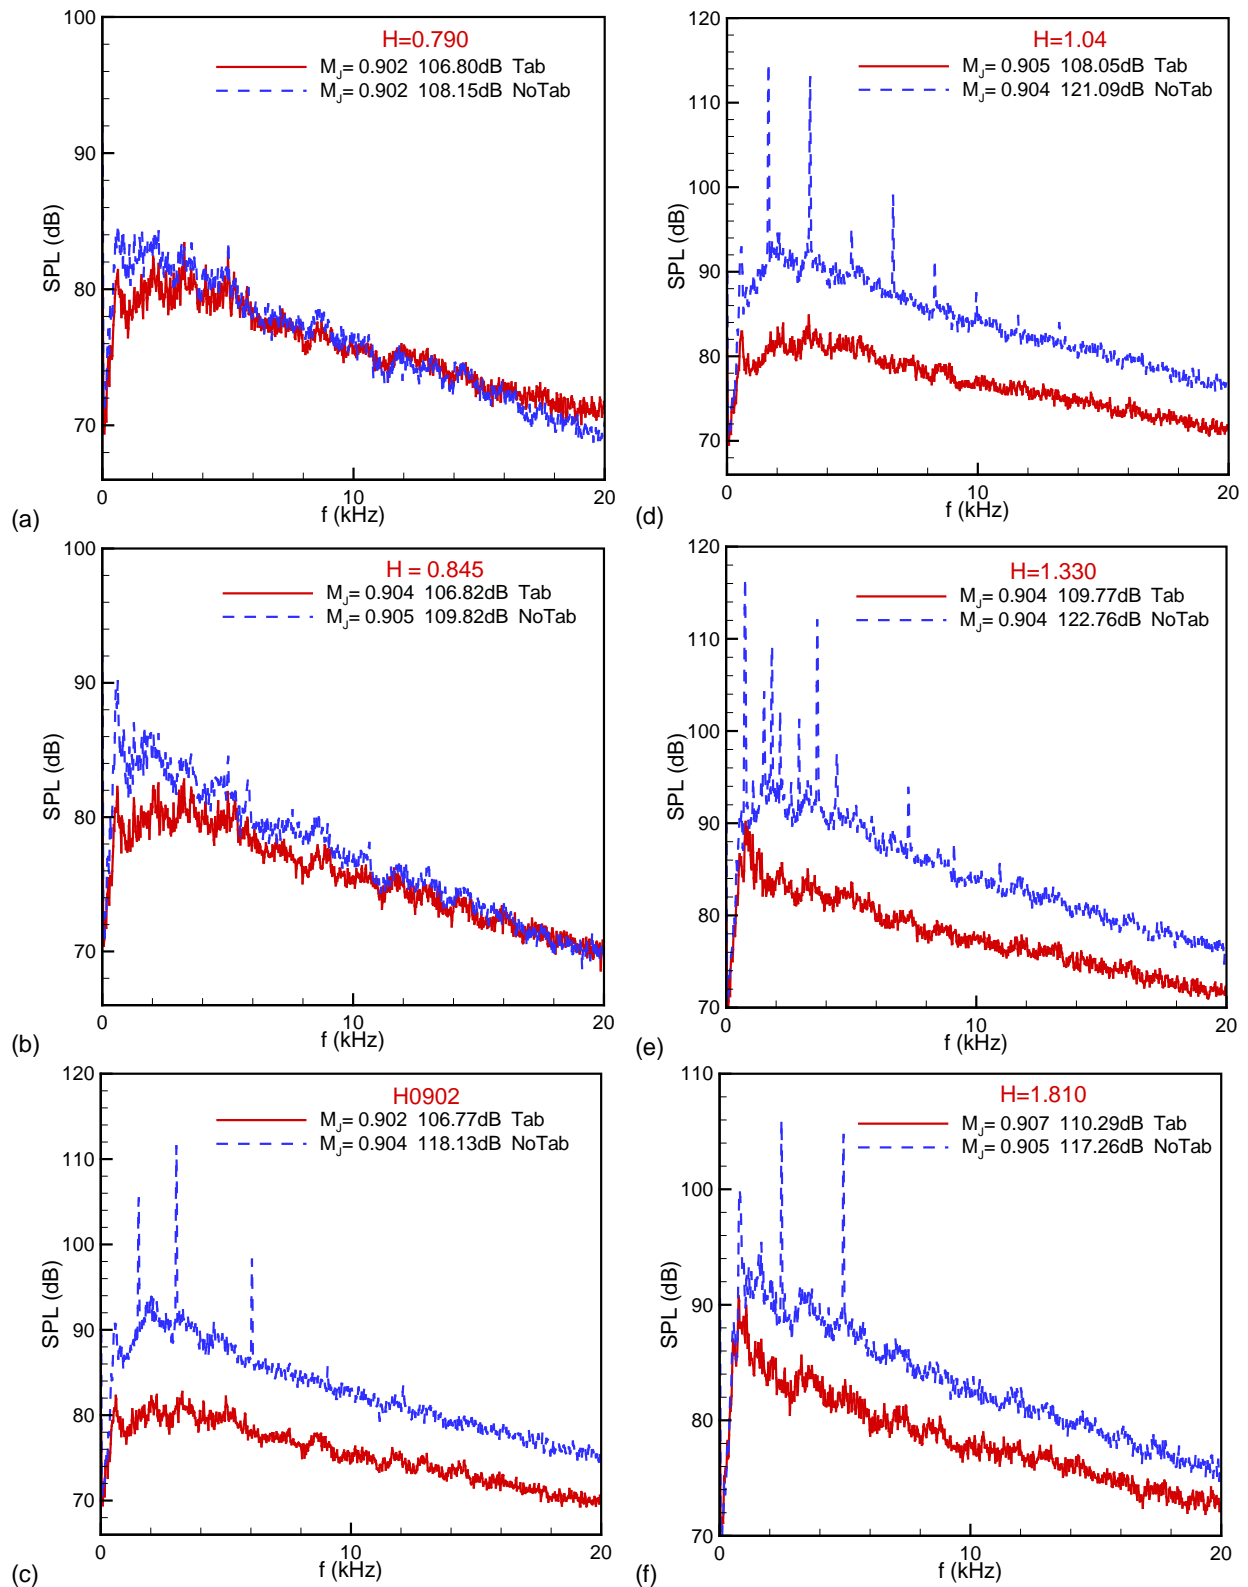 100
90
80
70
SPL (dB)
H=0.790
MJ= 0.902 106.80dB Tab
MJ= 0.902 108.15dB NoTab
0
10
20
f (kHz)
(a)
120
110
100
90
80
70
SPL (dB)
H=1.04
MJ= 0.905 108.05dB Tab
MJ= 0.904 121.09dB NoTab
0
10
20
f (kHz)
(d)
100
90
80
70
SPL (dB)
H = 0.845
MJ= 0.904 106.82dB Tab
MJ= 0.905 109.82dB NoTab
0
10
20
f (kHz)
(b)
120
110
100
90
80
70
SPL (dB)
H=1.330
MJ= 0.904 109.77dB Tab
MJ= 0.904 122.76dB NoTab
0
10
20
f (kHz)
(e)
120
110
100
90
80
70
SPL (dB)
H0902
MJ= 0.902 106.77dB Tab
MJ= 0.904 118.13dB NoTab
0
10
20
f (kHz)
(c)
110
100
90
80
70
SPL (dB)
H=1.810
MJ= 0.907 110.29dB Tab
MJ= 0.905 117.26dB NoTab
0
10
20
f (kHz)
(f)